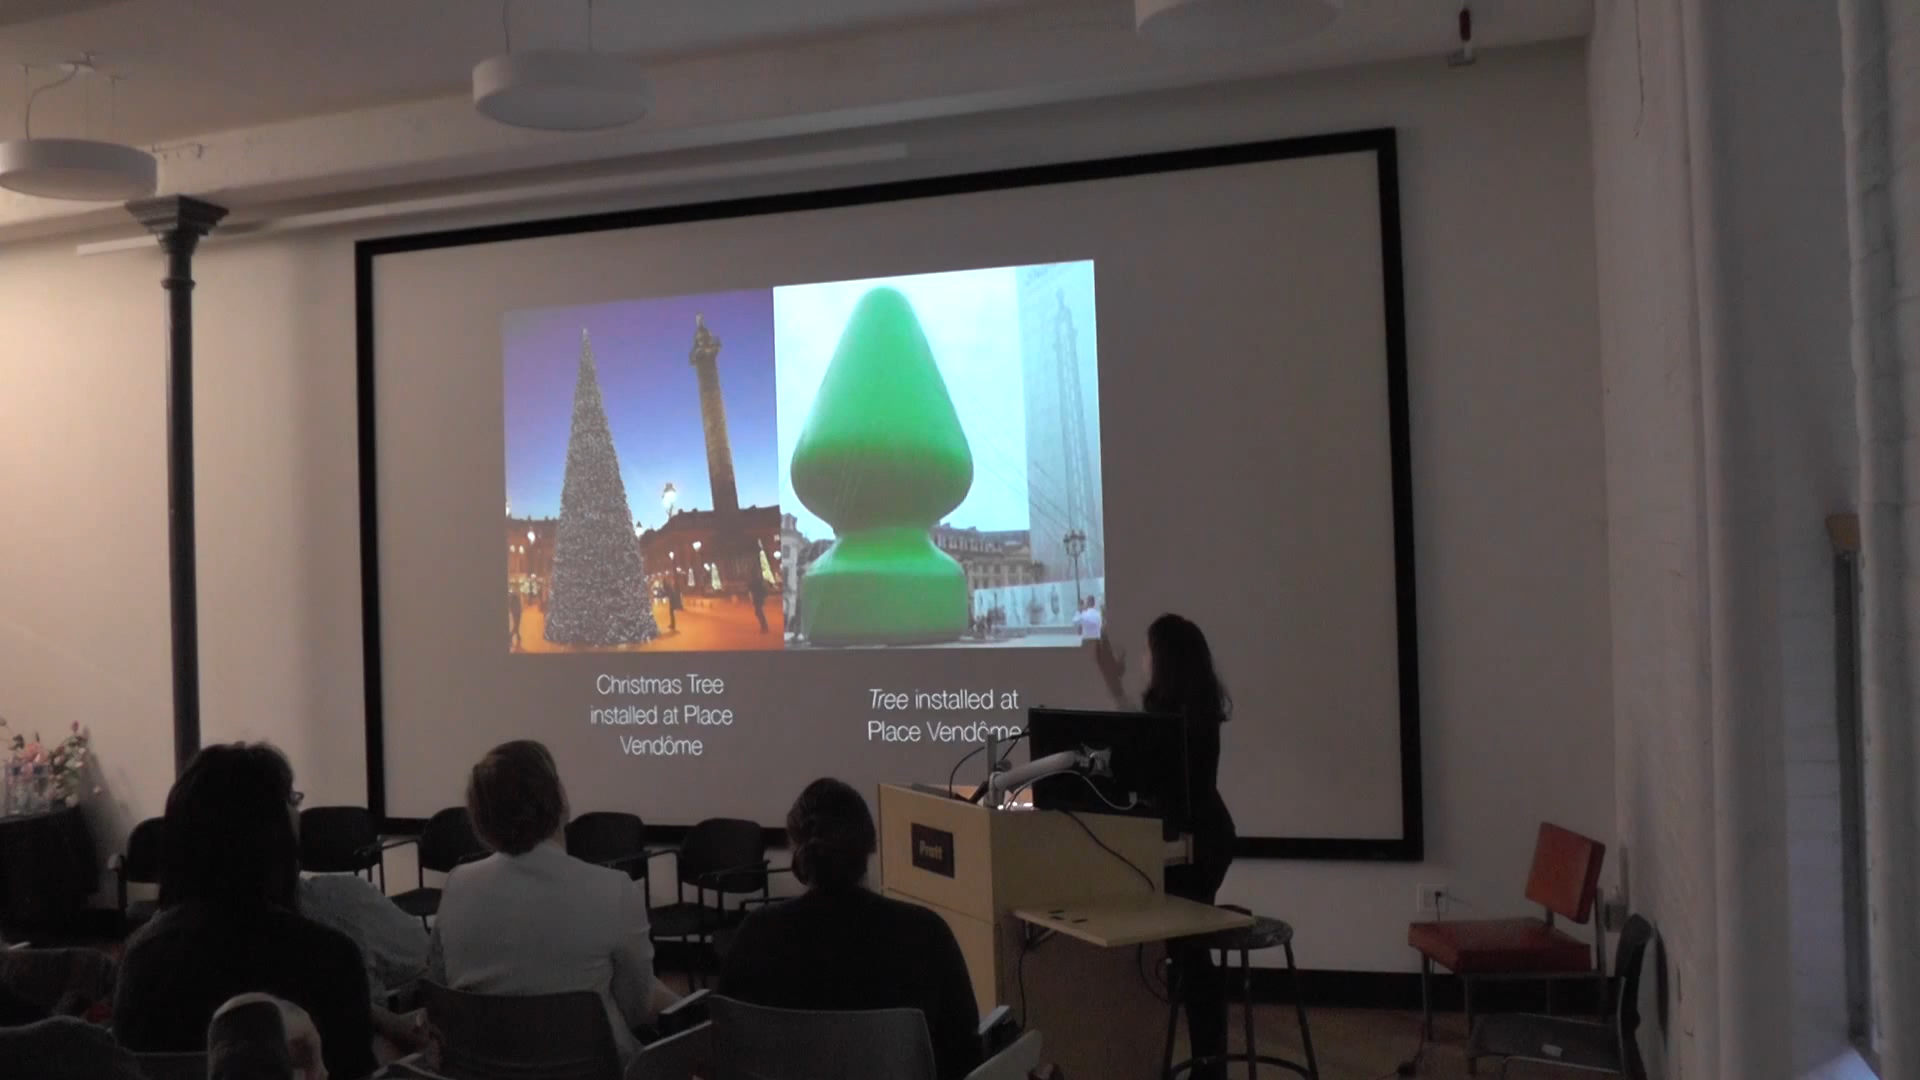 Christmas Tree
installed at Place
Vendôme
Tree installed at
Place Vendôme
Pratt